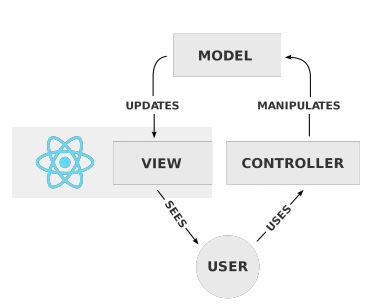 MODEL
UPDATES
MANIPULATES
VIEW
CONTROLLER
SEES
USES
USER